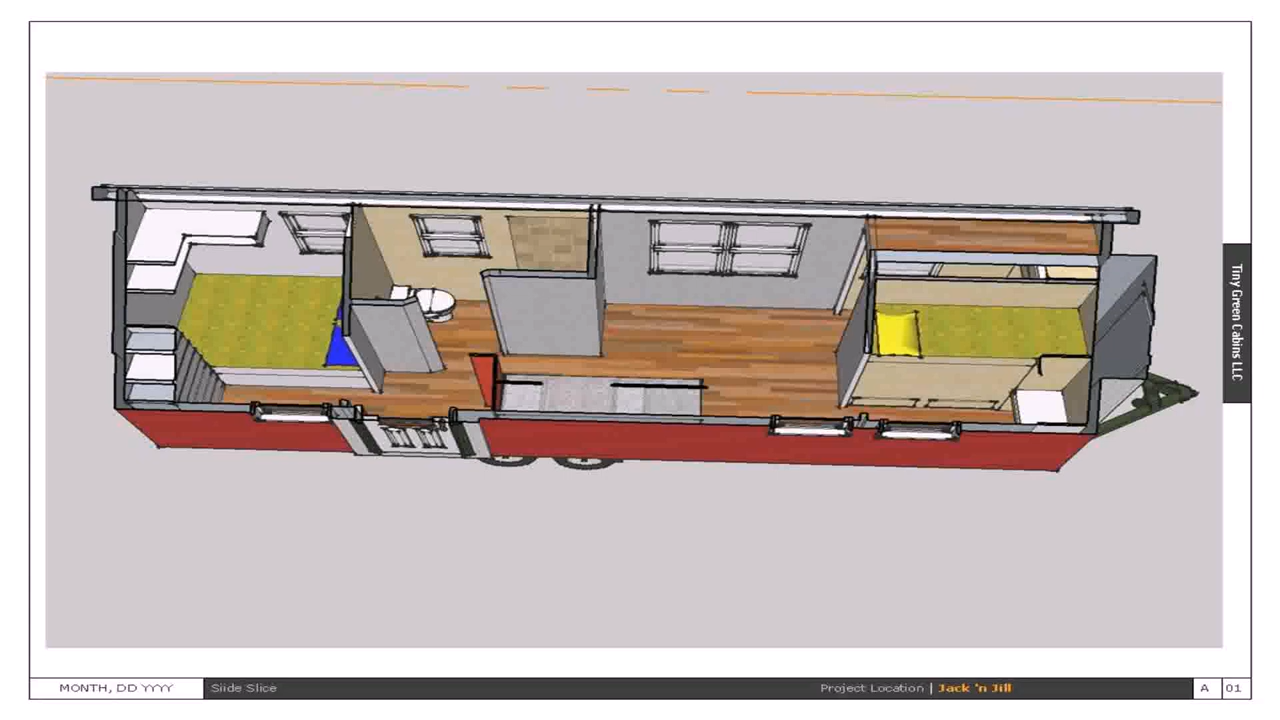 Tiny Green Cabins LLC
MONTH, DD YYYY
Siide Slice
Project Location | Jack 'n Jill
A
01